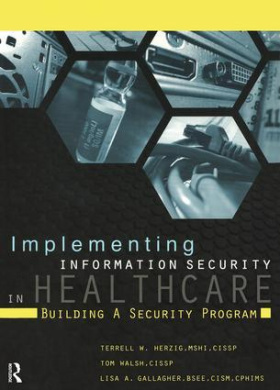 Implementing
INFORMATION SECURITY
IN HEALTHCARE
BUILDING A SECURITY PROGRAM
TERRELL W. HERZIG, MSHI, CISSP
TOM WALSH, CISSP
LISA A. GALLAGHER, BSEE, CISM, CPHIMS